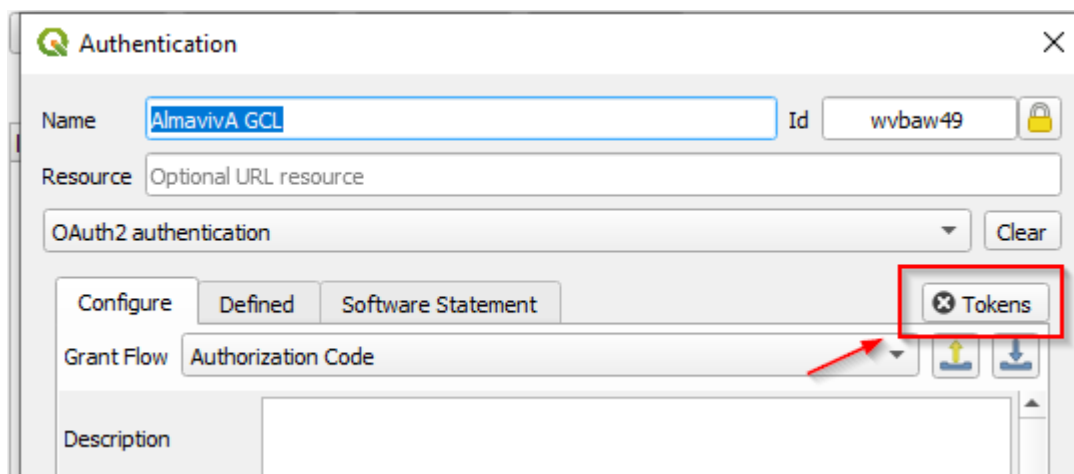 Authentication
Name AlmavivA GCL Id wvbaw49
Resource Optional URL resource
OAuth2 authentication Clear
Configure Defined Software Statement Tokens
Grant Flow Authorization Code
Description